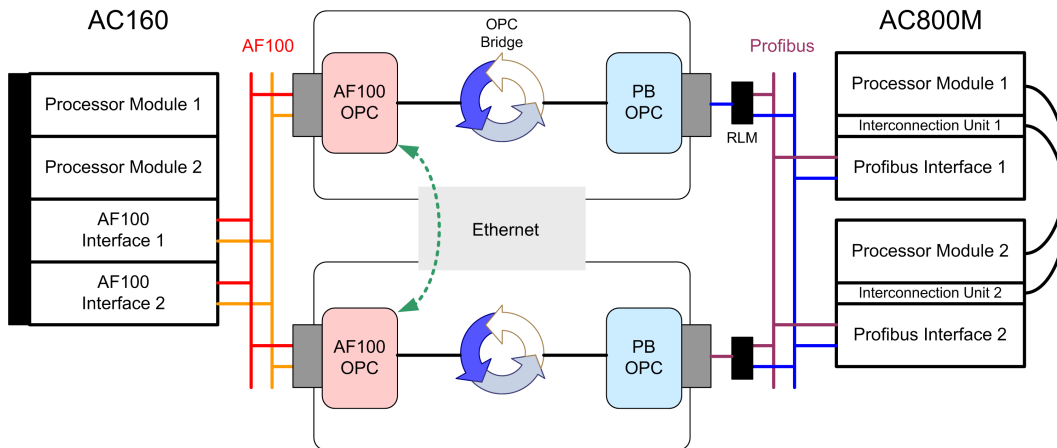 AC160
Processor Module 1
Processor Module 2
AF100
Interface 1
AF100
Interface 2
AF100
AF100
OPC
OPC
Bridge
PB
OPC
RLM
Ethernet
AF100
OPC
PB
OPC
Profibus
AC800M
Processor Module 1
Interconnection Unit 1
Profibus Interface 1
Processor Module 2
Interconnection Unit 2
Profibus Interface 2